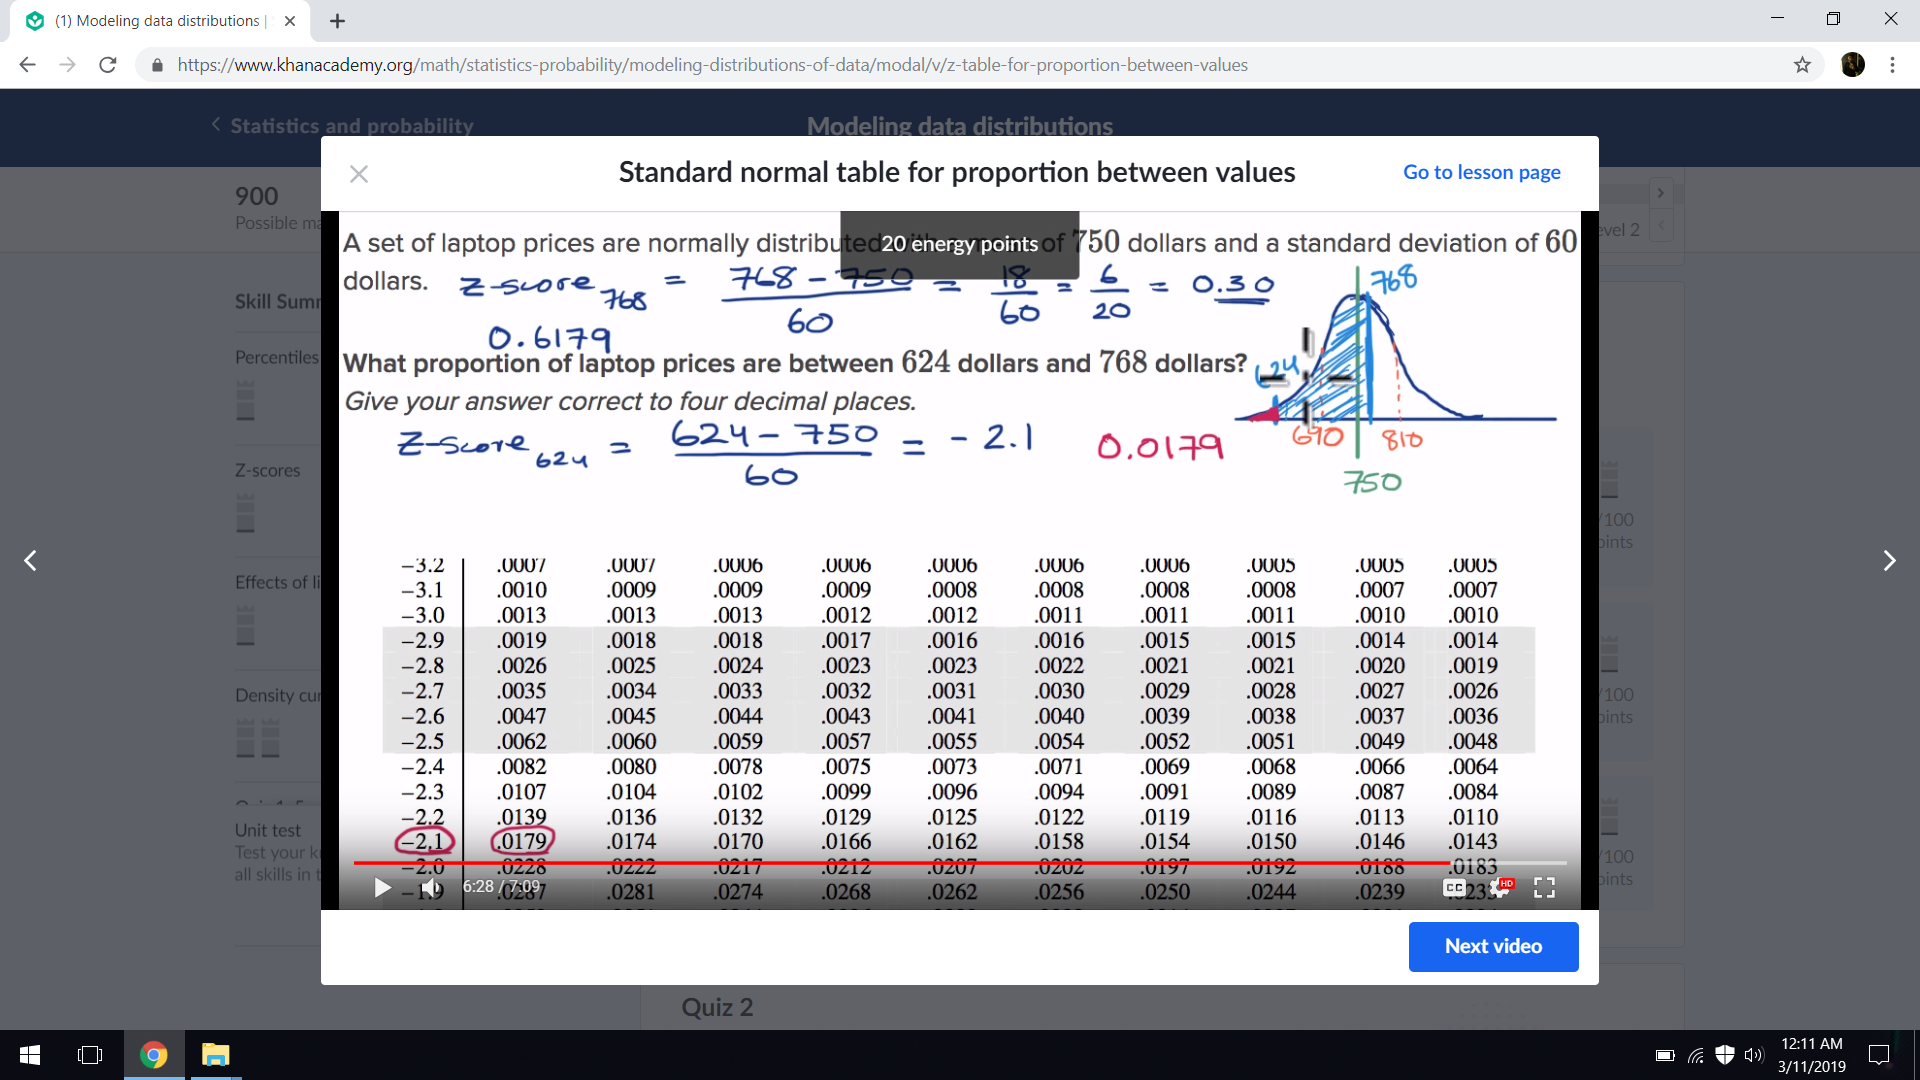 (1) Modeling data distributions |
https://www.khanacademy.org/math/statistics-probability/modeling-distributions-of-data/modal/v/z-table-for-proportion-between-values
Statistics and probability
Modeling data distributions
900
Possible
Level 2
Standard normal table for proportion between values
Go to lesson page
20 energy points
A set of laptop prices are normally distributed of 750 dollars and a standard deviation of 60
dollars.
z-score 768 = 768 - 750 / 60 = 18 / 60 = 6 / 20 = 0.30
0.6179
768
What proportion of laptop prices are between 624 dollars and 768 dollars?
624
Give your answer correct to four decimal places.
z-score 624 = 624 - 750 / 60 = - 2.1
0.0179
690 810
750
−3.2 .0007 .0007 .0006 .0006 .0006 .0006 .0006 .0005 .0005 .0005
−3.1 .0010 .0009 .0009 .0009 .0008 .0008 .0008 .0008 .0007 .0007
−3.0 .0013 .0013 .0013 .0012 .0012 .0011 .0011 .0011 .0010 .0010
−2.9 .0019 .0018 .0018 .0017 .0016 .0016 .0015 .0015 .0014 .0014
−2.8 .0026 .0025 .0024 .0023 .0023 .0022 .0021 .0021 .0020 .0019
−2.7 .0035 .0034 .0033 .0032 .0031 .0030 .0029 .0028 .0027 .0026
−2.6 .0047 .0045 .0044 .0043 .0041 .0040 .0039 .0038 .0037 .0036
−2.5 .0062 .0060 .0059 .0057 .0055 .0054 .0052 .0051 .0049 .0048
−2.4 .0082 .0080 .0078 .0075 .0073 .0071 .0069 .0068 .0066 .0064
−2.3 .0107 .0104 .0102 .0099 .0096 .0094 .0091 .0089 .0087 .0084
−2.2 .0139 .0136 .0132 .0129 .0125 .0122 .0119 .0116 .0113 .0110
−2.1 .0179 .0174 .0170 .0166 .0162 .0158 .0154 .0150 .0146 .0143
−2.0 .0228 .0222 .0217 .0212 .0207 .0202 .0197 .0192 .0188 .0183
−1.9 .0287 .0281 .0274 .0268 .0262 .0256 .0250 .0244 .0239 .0233
6:28 / 7:09
CC
HD
Next video
Skill
Percentiles
Z-scores
Effects of
Density
Unit test
Test your
all skills in
/100
/100
/100
Quiz 2
12:11 AM
3/11/2019